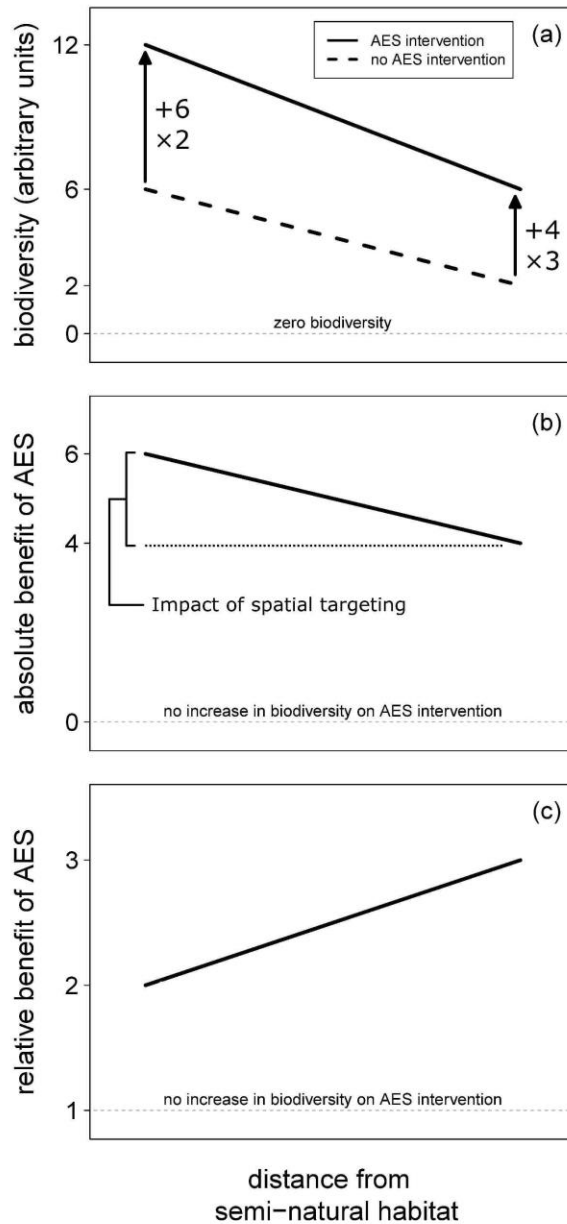 (a)
AES intervention
no AES intervention
biodiversity (arbitrary units)
12
6
2
0
+6
×2
+4
×3
zero biodiversity
(b)
absolute benefit of AES
6
4
0
Impact of spatial targeting
no increase in biodiversity on AES intervention
(c)
relative benefit of AES
3
2
1
no increase in biodiversity on AES intervention
distance from
semi−natural habitat